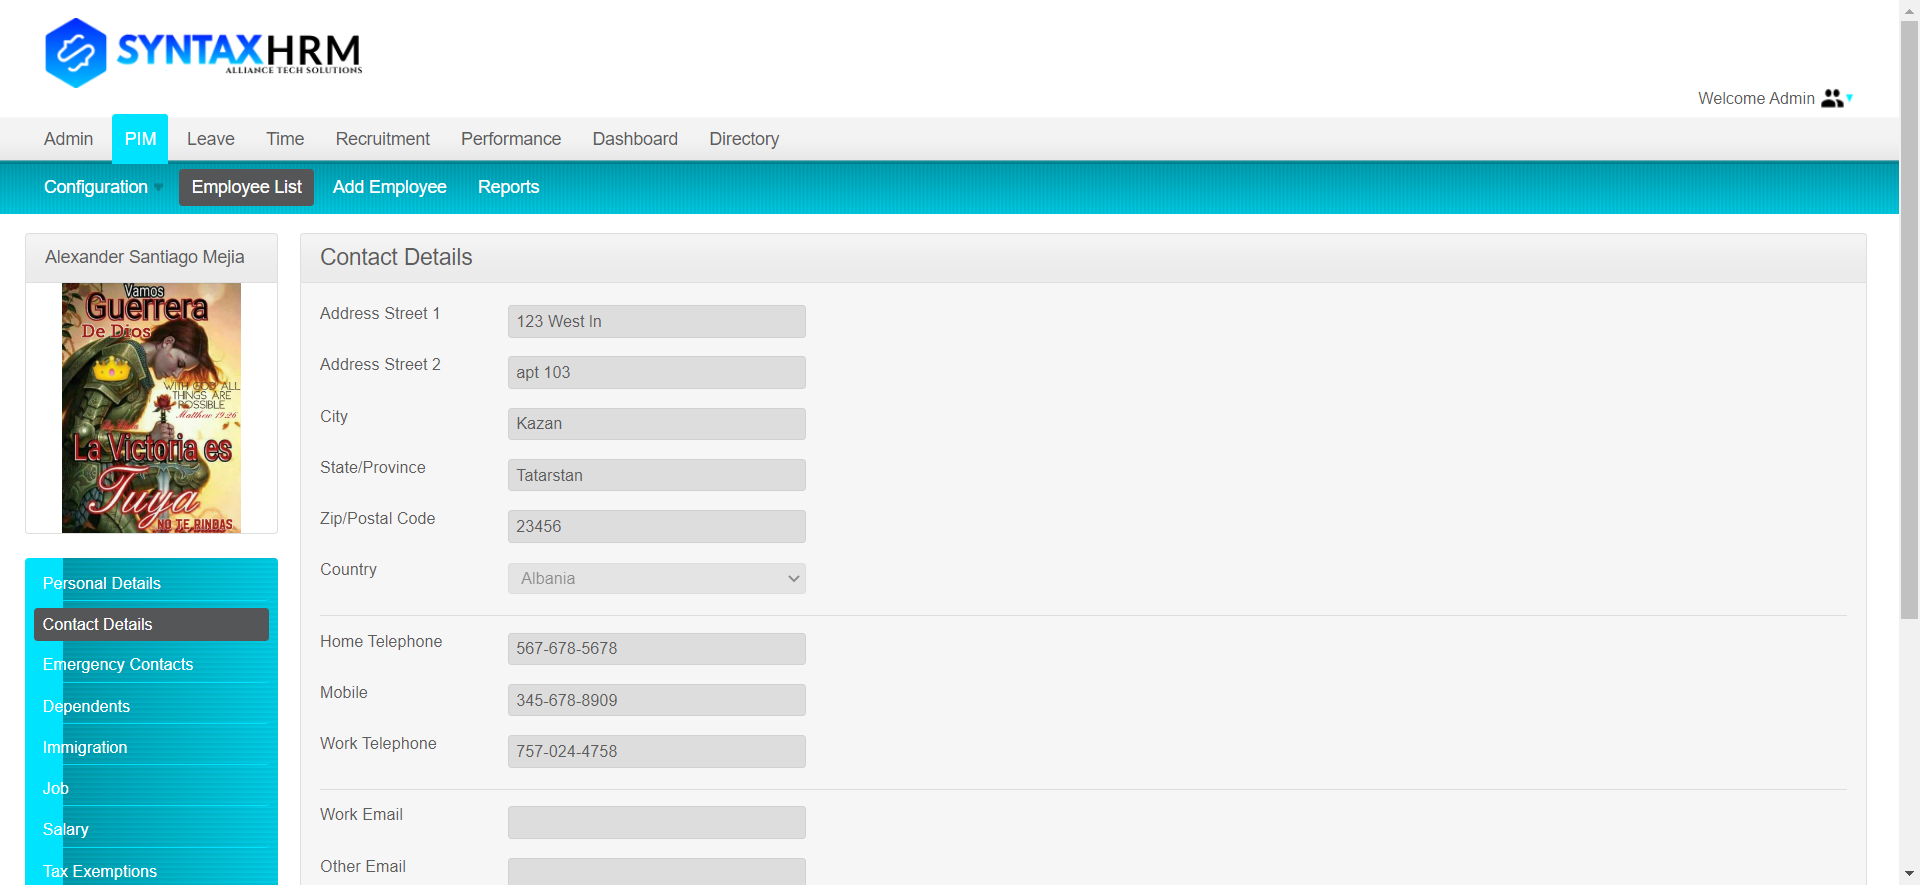 SYNTAXHRM
ALLIANCE TECH SOLUTIONS
Welcome Admin
Admin PIM Leave Time Recruitment Performance Dashboard Directory
Configuration Employee List Add Employee Reports
Alexander Santiago Mejia
Vamos
Guerrera
De Dios
WITH GOD ALL
THINGS ARE
POSSIBLE
Matthew 19:26
La Victoria es
Tuya
NO TE RINDAS
Personal Details
Contact Details
Emergency Contacts
Dependents
Immigration
Job
Salary
Tax Exemptions
Contact Details
Address Street 1 123 West ln
Address Street 2 apt 103
City Kazan
State/Province Tatarstan
Zip/Postal Code 23456
Country Albania
Home Telephone 567-678-5678
Mobile 345-678-8909
Work Telephone 757-024-4758
Work Email
Other Email